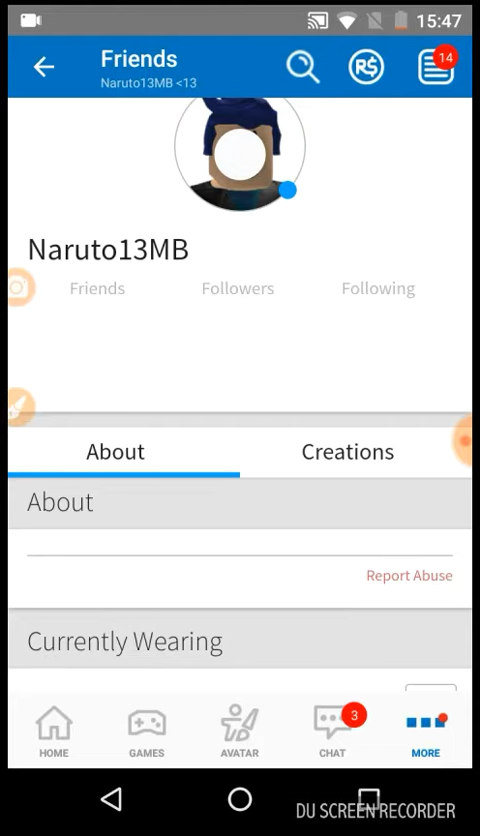 15:47
Friends
Naruto13MB <13
R$
14
Naruto13MB
Friends Followers Following
About Creations
About
Report Abuse
Currently Wearing
3
HOME GAMES AVATAR CHAT MORE
DU SCREEN RECORDER